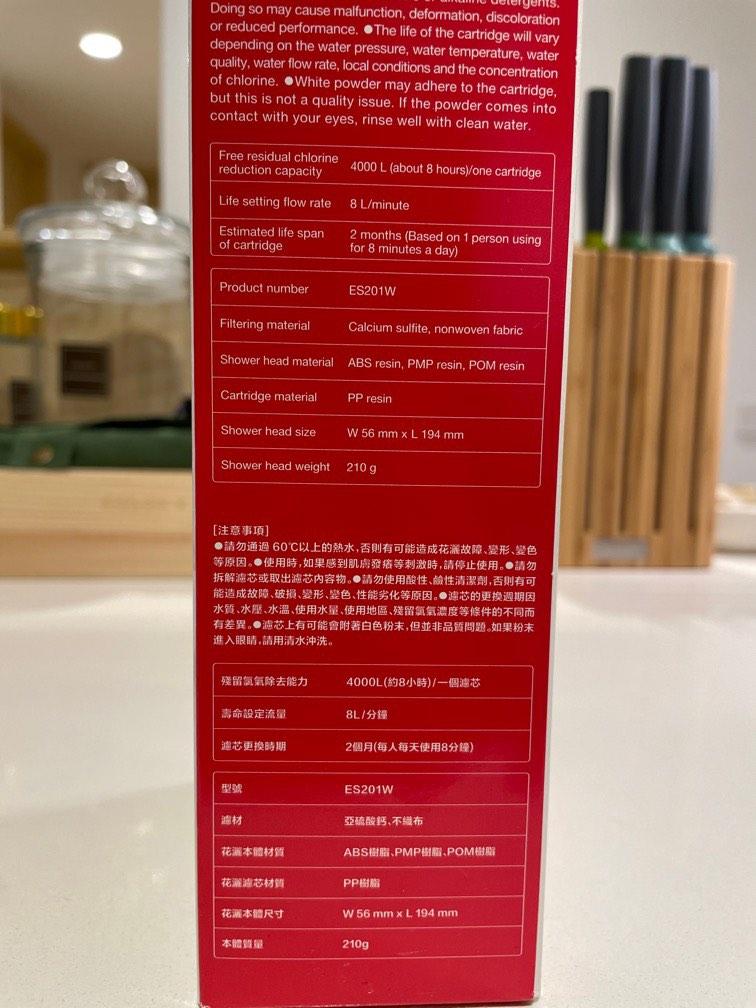 alkaline detergents.
Doing so may cause malfunction, deformation, discoloration
or reduced performance. ●The life of the cartridge will vary
depending on the water pressure, water temperature, water
quality, water flow rate, local conditions and the concentration
of chlorine. ●White powder may adhere to the cartridge,
but this is not a quality issue. If the powder comes into
contact with your eyes, rinse well with clean water.
Free residual chlorine
reduction capacity
4000 L (about 8 hours)/one cartridge
Life setting flow rate
8 L/minute
Estimated life span
of cartridge
2 months (Based on 1 person using
for 8 minutes a day)
Product number
ES201W
Filtering material
Calcium sulfite, nonwoven fabric
Shower head material
ABS resin, PMP resin, POM resin
Cartridge material
PP resin
Shower head size
W 56 mm x L 194 mm
Shower head weight
210 g
[注意事項]
●請勿通過 60℃以上的熱水,否則有可能造成花灑故障、變形、變色
等原因。●使用時,如果感到肌膚發痛等刺激時,請停止使用。●請勿
拆解濾芯或取出濾芯內容物。●請勿使用酸性、鹼性清潔劑,否則有可
能造成故障、破損、變形、變色、性能劣化等原因。●濾芯的更換週期因
水質、水壓、水溫、使用水量、使用地區、殘留氯氣濃度等條件的不同而
有差異。●濾芯上有可能會附著白色粉末,但並非品質問題。如果粉末
進入眼睛,請用清水沖洗。
殘留氯氣除去能力
4000L(約8小時)/一個濾芯
壽命設定流量
8L/分鐘
濾芯更換時期
2個月(每人每天使用8分鐘)
型號
ES201W
濾材
亞硫酸鈣、不織布
花灑本體材質
ABS樹脂、PMP樹脂、POM樹脂
花灑濾芯材質
PP樹脂
花灑本體尺寸
W 56 mm x L 194 mm
本體質量
210g